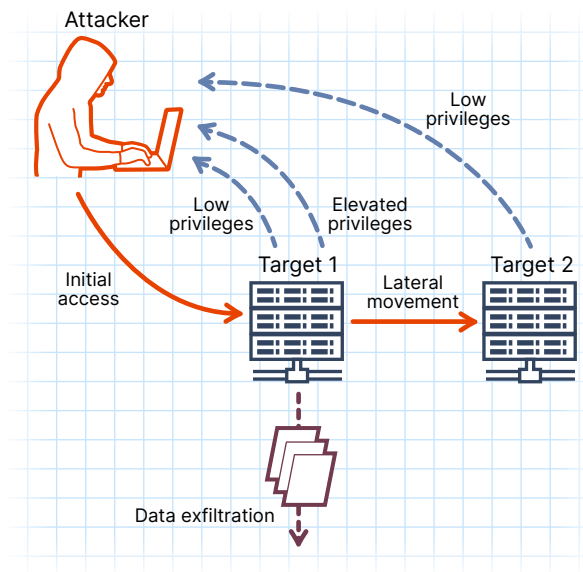 Attacker
Low
privileges
Low
privileges
Elevated
privileges
Target 1
Target 2
Initial
access
Lateral
movement
Data exfiltration